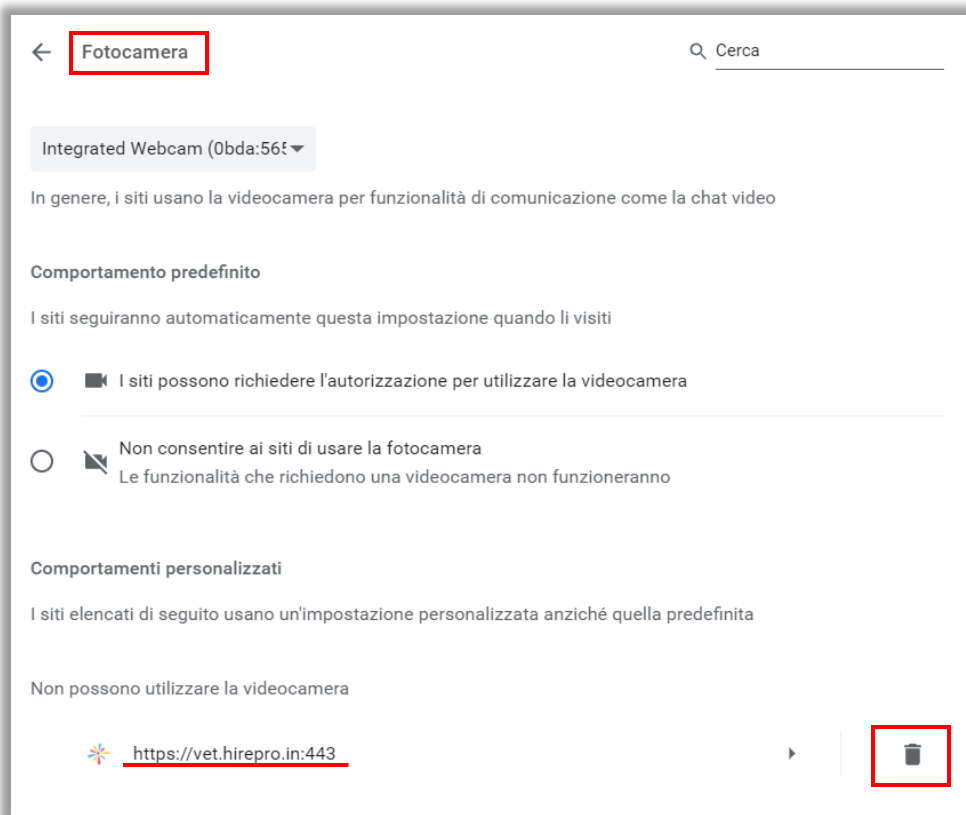 Fotocamera
Cerca
Integrated Webcam (0bda:565
In genere, i siti usano la videocamera per funzionalità di comunicazione come la chat video
Comportamento predefinito
I siti seguiranno automaticamente questa impostazione quando li visiti
I siti possono richiedere l'autorizzazione per utilizzare la videocamera
Non consentire ai siti di usare la fotocamera
Le funzionalità che richiedono una videocamera non funzioneranno
Comportamenti personalizzati
I siti elencati di seguito usano un'impostazione personalizzata anziché quella predefinita
Non possono utilizzare la videocamera
https://vet.hirepro.in:443